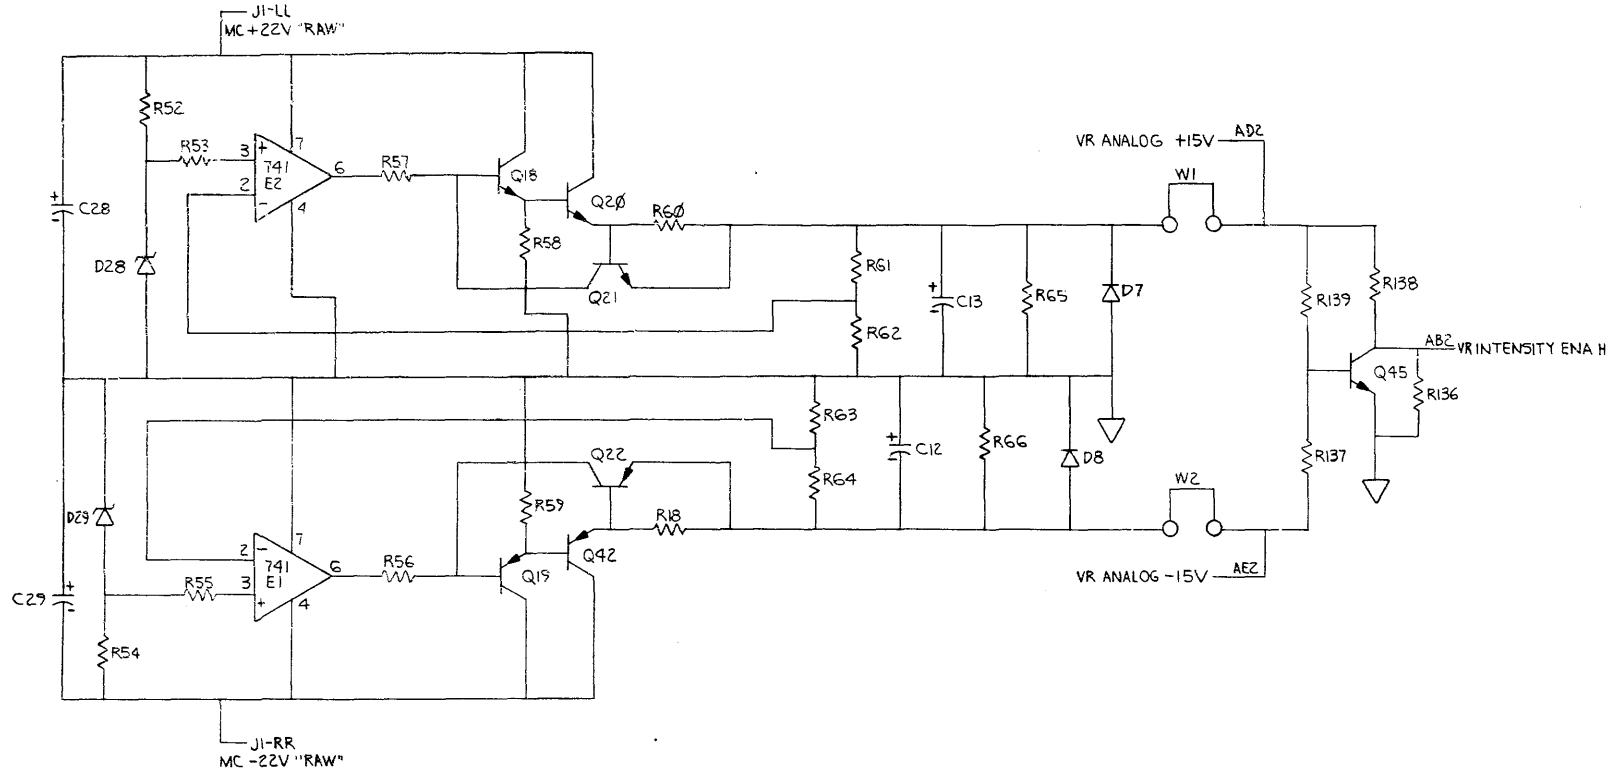 J1-LL
MC +22V "RAW"
R52
R53
3
+
7
741
E2
2
-
4
6
R57
Q18
Q2Ø
R6Ø
R58
Q21
+
-
C28
D28
R61
R62
+
-
C13
R65
D7
W1
VR ANALOG +15V
AD2
R139
R138
AB2
VR INTENSITY ENA H
Q45
R136
R137
R63
R64
+
-
C12
R66
D8
W2
VR ANALOG -15V
AE2
Q22
R59
R18
Q42
Q19
D29
2
-
7
741
E1
3
+
4
6
R56
R55
C29
+
-
R54
J1-RR
MC -22V "RAW"